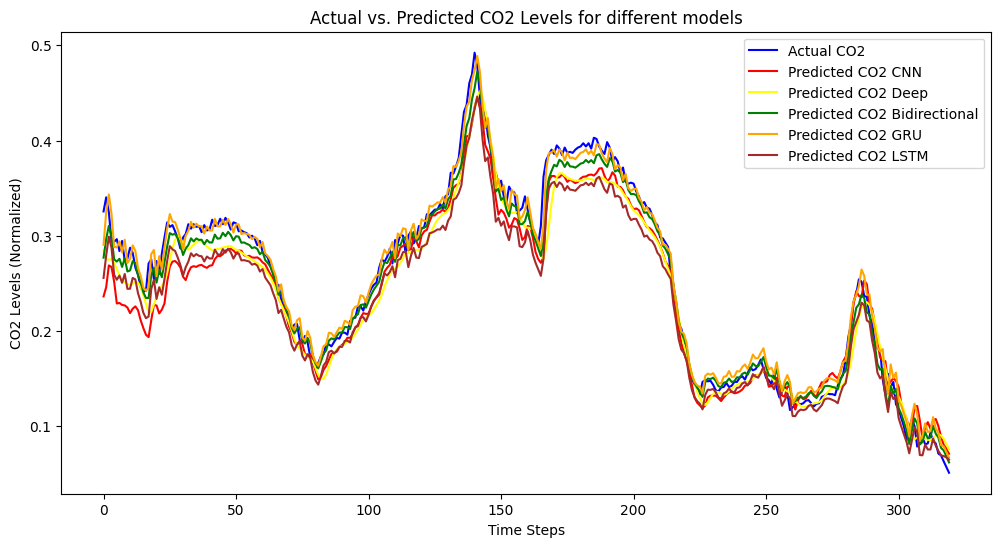 Actual vs. Predicted CO2 Levels for different models
CO2 Levels (Normalized)
0.5
0.4
0.3
0.2
0.1
Actual CO2
Predicted CO2 CNN
Predicted CO2 Deep
Predicted CO2 Bidirectional
Predicted CO2 GRU
Predicted CO2 LSTM
0 50 100 150 200 250 300
Time Steps